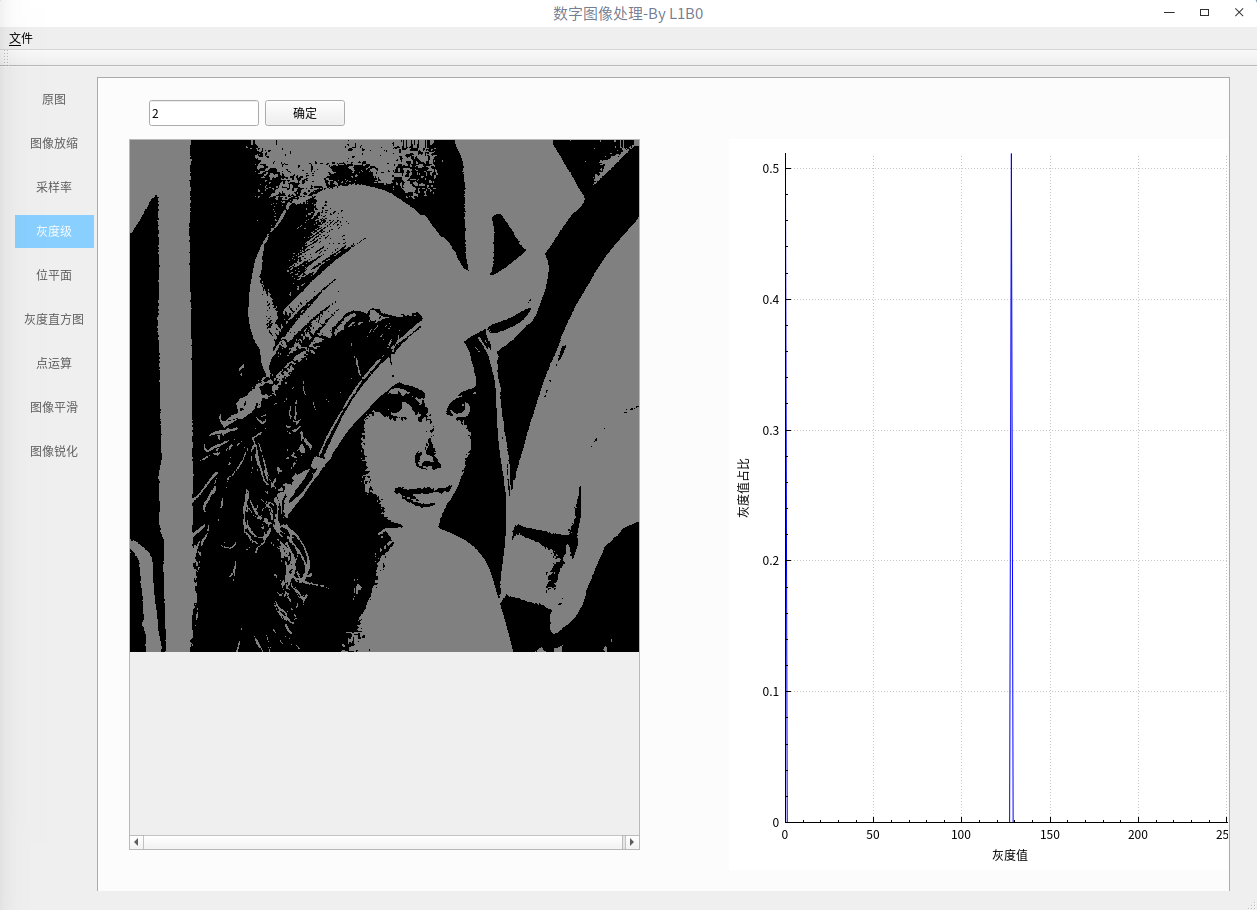 数字图像处理-By L1B0
文件
原图
图像放缩
采样率
灰度级
位平面
灰度直方图
点运算
图像平滑
图像锐化
2
确定
灰度值占比
0.5
0.4
0.3
0.2
0.1
0
0 50 100 150 200 25
灰度值